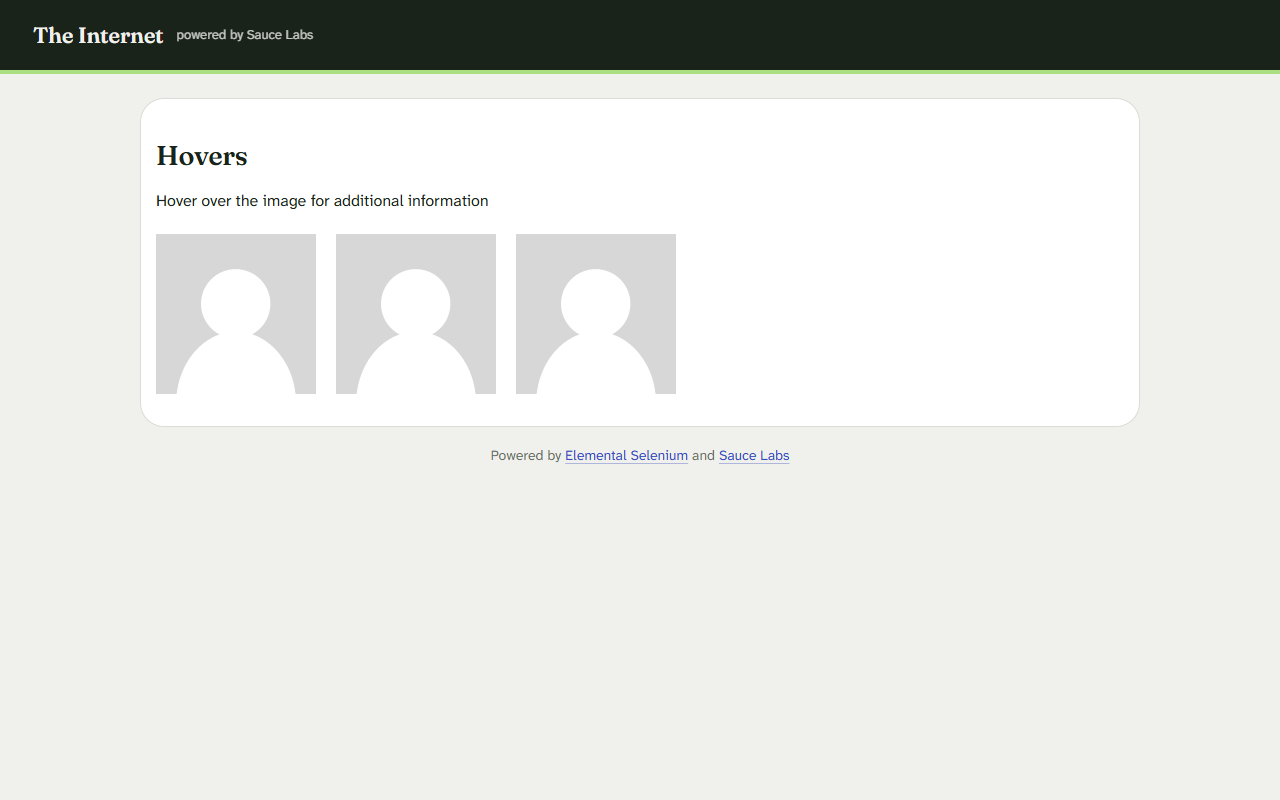 The Internet powered by Sauce Labs
Hovers
Hover over the image for additional information
Powered by Elemental Selenium and Sauce Labs